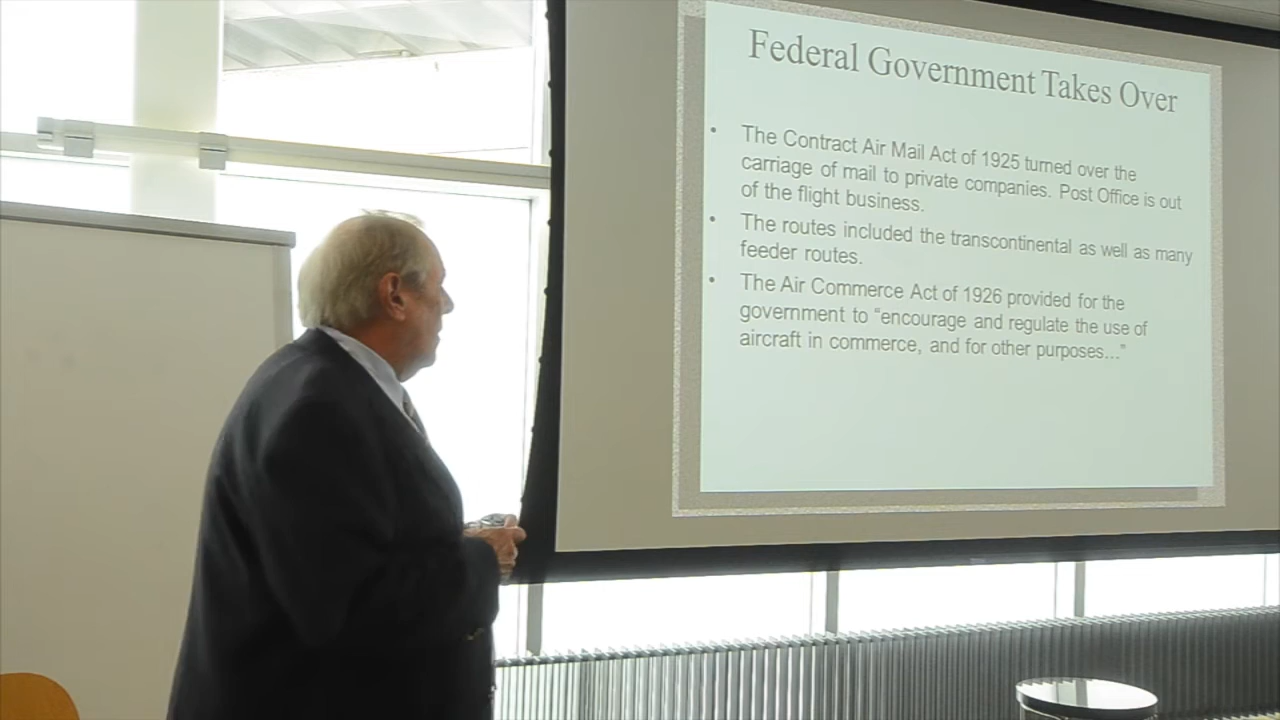 Federal Government Takes Over
• The Contract Air Mail Act of 1925 turned over the
carriage of mail to private companies. Post Office is out
of the flight business.
• The routes included the transcontinental as well as many
feeder routes.
• The Air Commerce Act of 1926 provided for the
government to “encourage and regulate the use of
aircraft in commerce, and for other purposes…”